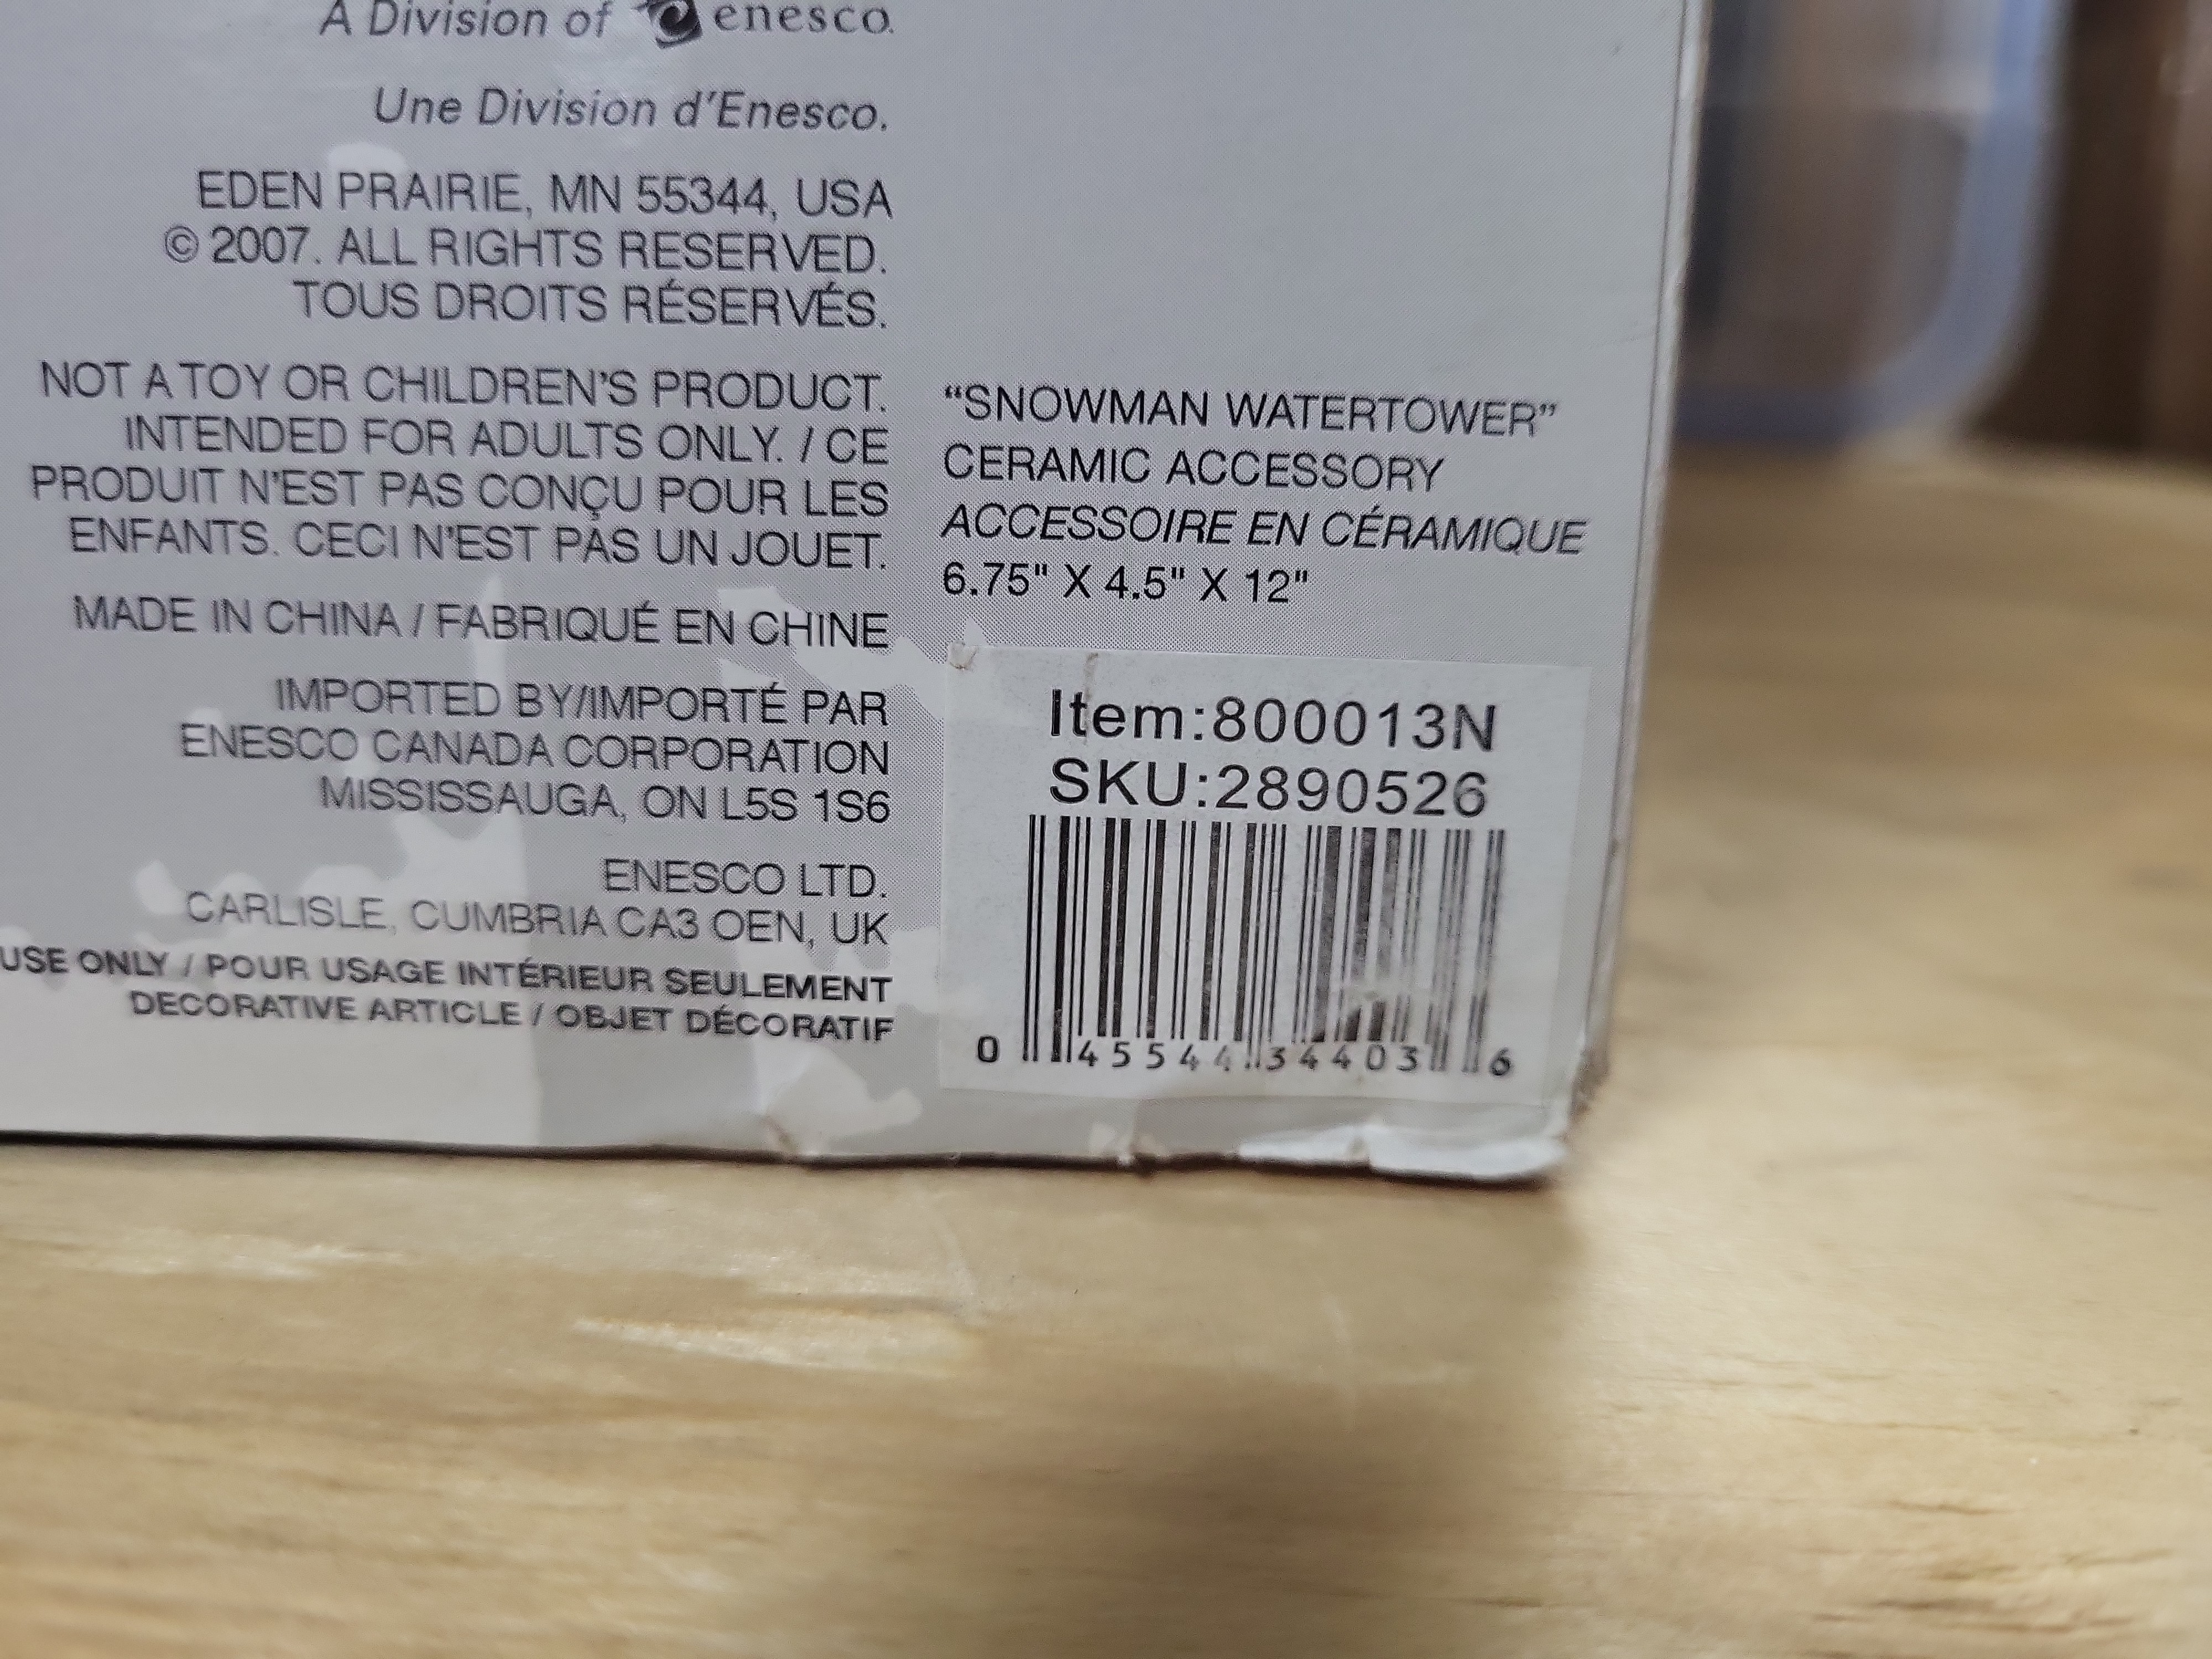 A Division of enesco.
Une Division d'Enesco.
EDEN PRAIRIE, MN 55344, USA
© 2007. ALL RIGHTS RESERVED.
TOUS DROITS RÉSERVÉS.
NOT A TOY OR CHILDREN'S PRODUCT.
INTENDED FOR ADULTS ONLY. / CE
PRODUIT N'EST PAS CONÇU POUR LES
ENFANTS. CECI N'EST PAS UN JOUET.
MADE IN CHINA / FABRIQUÉ EN CHINE
IMPORTED BY/IMPORTÉ PAR
ENESCO CANADA CORPORATION
MISSISSAUGA, ON L5S 1S6
ENESCO LTD.
CARLISLE, CUMBRIA CA3 OEN, UK
USE ONLY / POUR USAGE INTÉRIEUR SEULEMENT
DECORATIVE ARTICLE / OBJET DÉCORATIF
“SNOWMAN WATERTOWER”
CERAMIC ACCESSORY
ACCESSOIRE EN CÉRAMIQUE
6.75" X 4.5" X 12"
Item:800013N
SKU:2890526
0 45544 34403 6